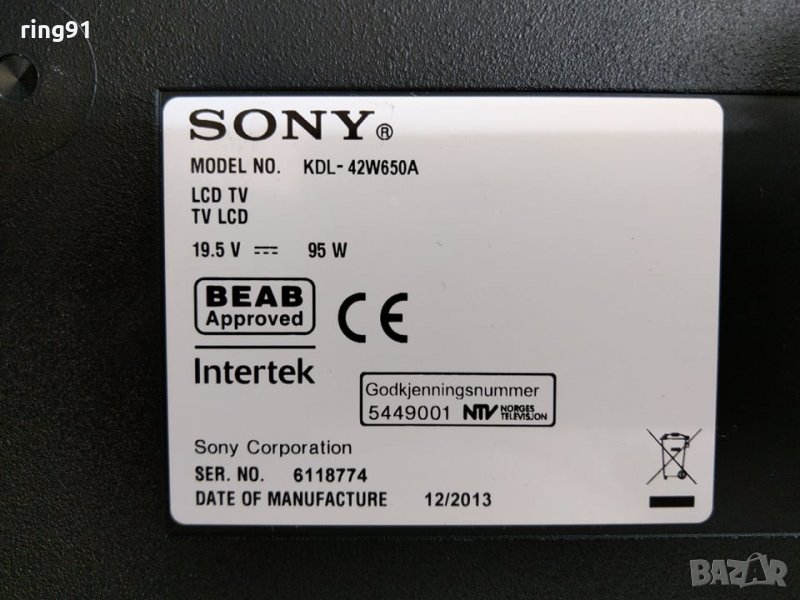 ring91
SONY®
MODEL NO. KDL-42W650A
LCD TV
TV LCD
19.5 V ⎓ 95 W
BEAB
Approved
CE
Intertek
Godkjenningsnummer
5449001 NTV NORGES
TELEVISJON
Sony Corporation
SER. NO. 6118774
DATE OF MANUFACTURE 12/2013
BAZAR